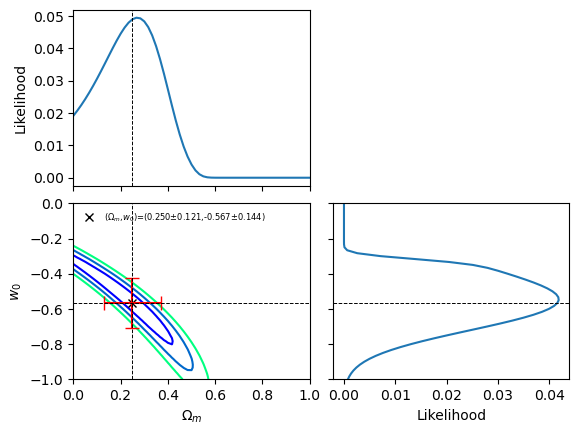 0.05
0.04
0.03
0.02
0.01
0.00
Likelihood
0.0
−0.2
−0.4
−0.6
−0.8
−1.0
w₀
(Ωₘ,w₀)=(0.250±0.121,-0.567±0.144)
0.0 0.2 0.4 0.6 0.8 1.0
Ωₘ
0.00 0.01 0.02 0.03 0.04
Likelihood